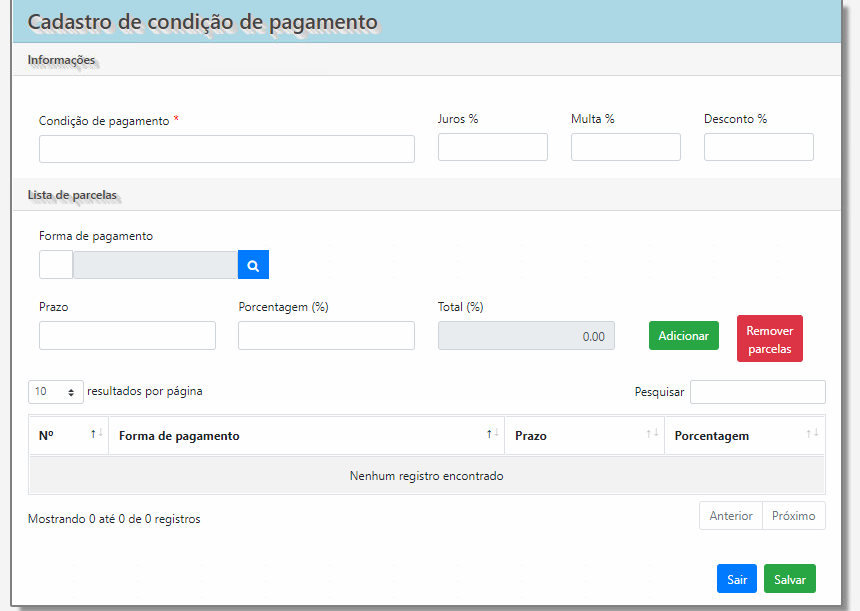 Cadastro de condição de pagamento
Informações
Condição de pagamento *
Juros %
Multa %
Desconto %
Lista de parcelas
Forma de pagamento
Prazo
Porcentagem (%)
Total (%)
0.00
Adicionar
Remover
parcelas
10 resultados por página
Pesquisar
Nº
Forma de pagamento
Prazo
Porcentagem
Nenhum registro encontrado
Mostrando 0 até 0 de 0 registros
Anterior
Próximo
Sair
Salvar